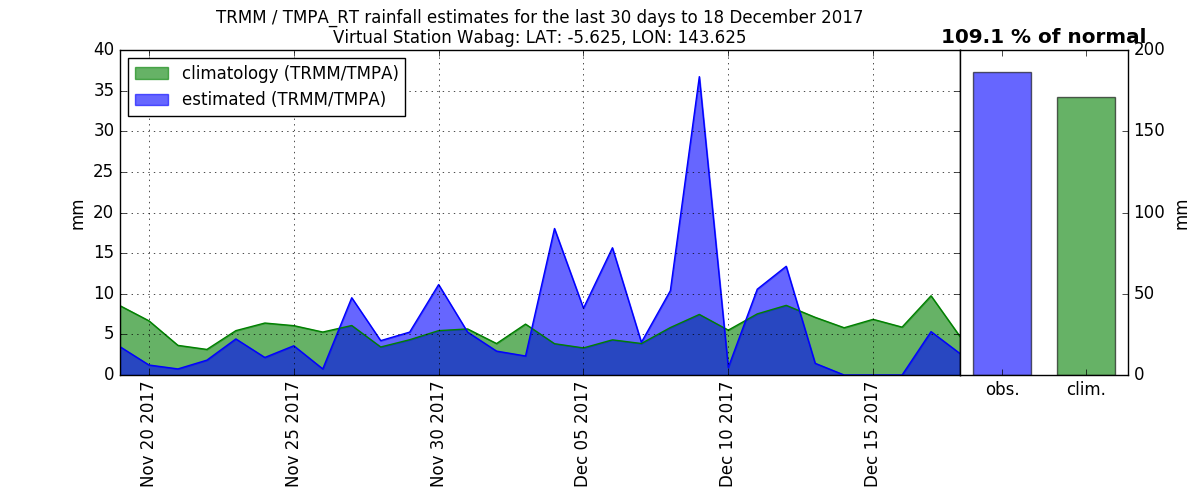 TRMM / TMPA_RT rainfall estimates for the last 30 days to 18 December 2017
Virtual Station Wabag: LAT: -5.625, LON: 143.625
109.1 % of normal
climatology (TRMM/TMPA)
estimated (TRMM/TMPA)
mm
40
35
30
25
20
15
10
5
0
Nov 20 2017
Nov 25 2017
Nov 30 2017
Dec 05 2017
Dec 10 2017
Dec 15 2017
obs.
clim.
200
150
100
50
0
mm